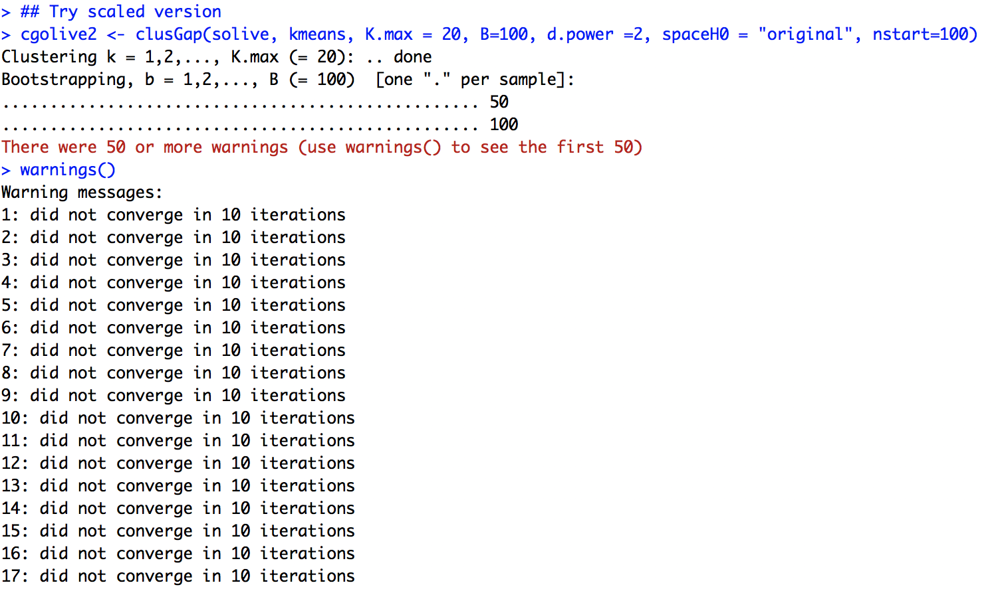 > ## Try scaled version
> cgolive2 <- clusGap(solive, kmeans, K.max = 20, B=100, d.power =2, spaceH0 = "original", nstart=100)
Clustering k = 1,2,..., K.max (= 20): .. done
Bootstrapping, b = 1,2,..., B (= 100)  [one "." per sample]:
.................................................. 50
.................................................. 100
There were 50 or more warnings (use warnings() to see the first 50)
> warnings()
Warning messages:
1: did not converge in 10 iterations
2: did not converge in 10 iterations
3: did not converge in 10 iterations
4: did not converge in 10 iterations
5: did not converge in 10 iterations
6: did not converge in 10 iterations
7: did not converge in 10 iterations
8: did not converge in 10 iterations
9: did not converge in 10 iterations
10: did not converge in 10 iterations
11: did not converge in 10 iterations
12: did not converge in 10 iterations
13: did not converge in 10 iterations
14: did not converge in 10 iterations
15: did not converge in 10 iterations
16: did not converge in 10 iterations
17: did not converge in 10 iterations